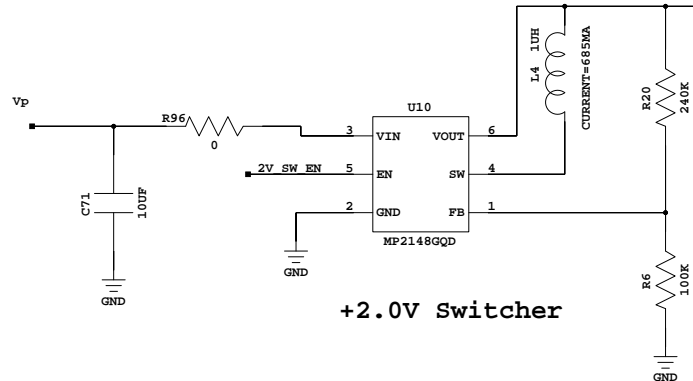 Vp
R96
0
C71
10UF
GND
2V_SW_EN
GND
U10
3 VIN VOUT 6
5 EN SW 4
2 GND FB 1
MP2148GQD
L4 1UH
CURRENT=685MA
R20
240K
R6
100K
GND
+2.0V Switcher